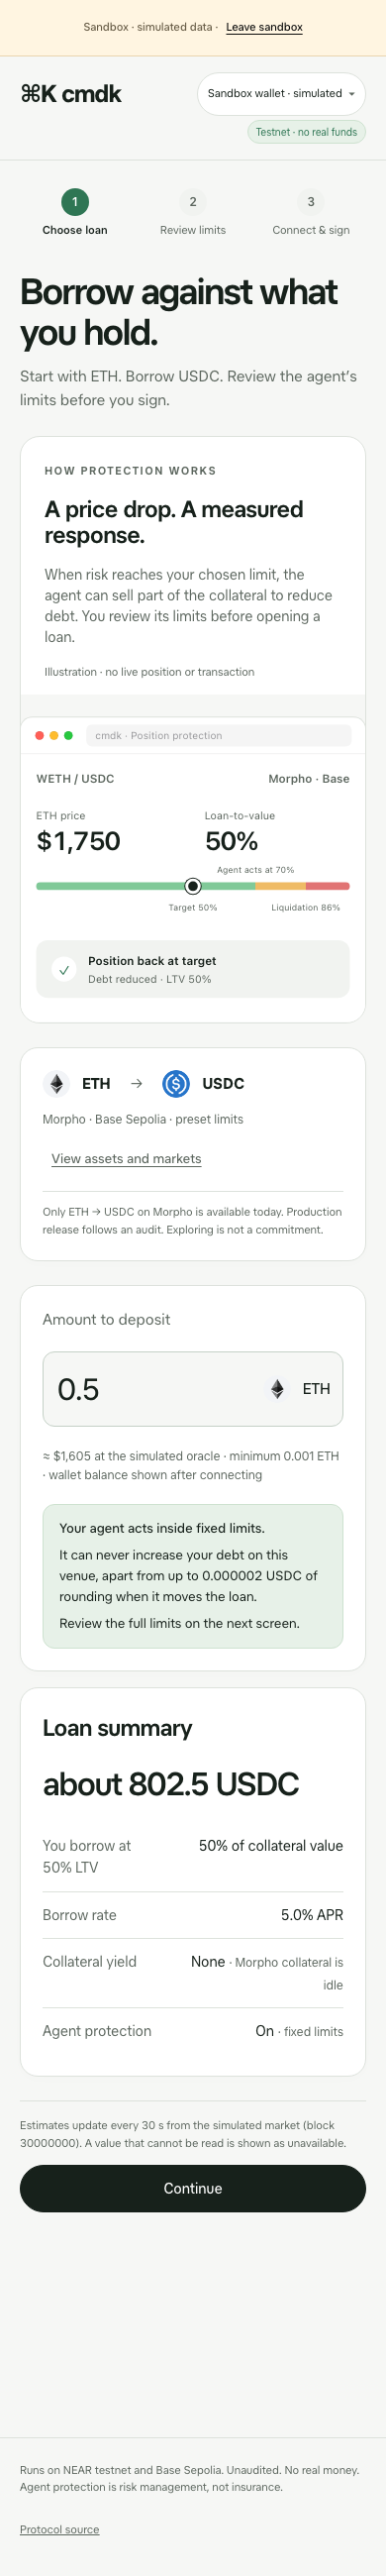 Sandbox · simulated data · Leave sandbox
⌘K cmdk
Sandbox wallet · simulated
Testnet · no real funds
1
2
3
Choose loan
Review limits
Connect & sign
Borrow against what
you hold.
Start with ETH. Borrow USDC. Review the agent’s
limits before you sign.
HOW PROTECTION WORKS
A price drop. A measured
response.
When risk reaches your chosen limit, the
agent can sell part of the collateral to reduce
debt. You review its limits before opening a
loan.
Illustration · no live position or transaction
cmdk · Position protection
WETH / USDC
Morpho · Base
ETH price
Loan-to-value
$1,750
50%
Agent acts at 70%
Target 50%
Liquidation 86%
Position back at target
Debt reduced · LTV 50%
ETH → USDC
Morpho · Base Sepolia · preset limits
View assets and markets
Only ETH → USDC on Morpho is available today. Production
release follows an audit. Exploring is not a commitment.
Amount to deposit
0.5
ETH
≈ $1,605 at the simulated oracle · minimum 0.001 ETH
· wallet balance shown after connecting
Your agent acts inside fixed limits.
It can never increase your debt on this
venue, apart from up to 0.000002 USDC of
rounding when it moves the loan.
Review the full limits on the next screen.
Loan summary
about 802.5 USDC
You borrow at
50% LTV
50% of collateral value
Borrow rate
5.0% APR
Collateral yield
None · Morpho collateral is
idle
Agent protection
On · fixed limits
Estimates update every 30 s from the simulated market (block
30000000). A value that cannot be read is shown as unavailable.
Continue
Runs on NEAR testnet and Base Sepolia. Unaudited. No real money.
Agent protection is risk management, not insurance.
Protocol source